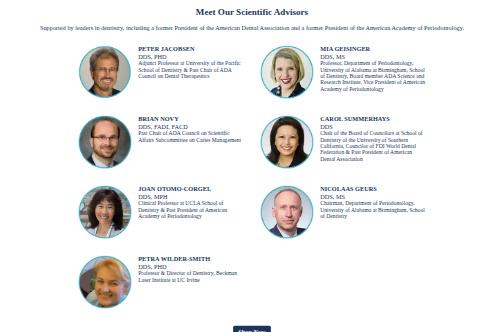 Meet Our Scientific Advisors
Supported by leaders in dentistry, including a former President of the American Dental Association and a former President of the American Academy of Periodontology.
PETER JACOBSEN
DDS, PHD
Adjunct Professor at University of the Pacific
School of Dentistry & Past Chair of ADA
Council on Dental Therapeutics
MIA GEISINGER
DDS, MS
Professor, Department of Periodontology,
University of Alabama at Birmingham, School
of Dentistry, Board member ADA Science and
Research Institute, Vice President of American
Academy of Periodontology
BRIAN NOVY
DDS, FADI, FACD
Past Chair of ADA Council on Scientific
Affairs Subcommittee on Caries Management
CAROL SUMMERHAYS
DDS
Chair of the Board of Councillors at School of
Dentistry of the University of Southern
California, Councilor of FDI World Dental
Federation & Past President of American
Dental Association
JOAN OTOMO-CORGEL
DDS, MPH
Clinical Professor at UCLA School of
Dentistry & Past President of American
Academy of Periodontology
NICOLAAS GEURS
DDS, MS
Chairman, Department of Periodontology,
University of Alabama at Birmingham, School
of Dentistry
PETRA WILDER-SMITH
DDS, PHD
Professor & Director of Dentistry, Beckman
Laser Institute at UC Irvine
Shop Now